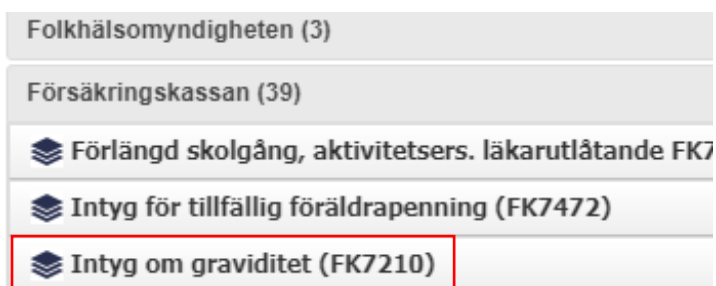 Folkhälsomyndigheten (3)
Försäkringskassan (39)
Förlängd skolgång, aktivitetsers. läkarutlåtande FK7
Intyg för tillfällig föräldrapenning (FK7472)
Intyg om graviditet (FK7210)